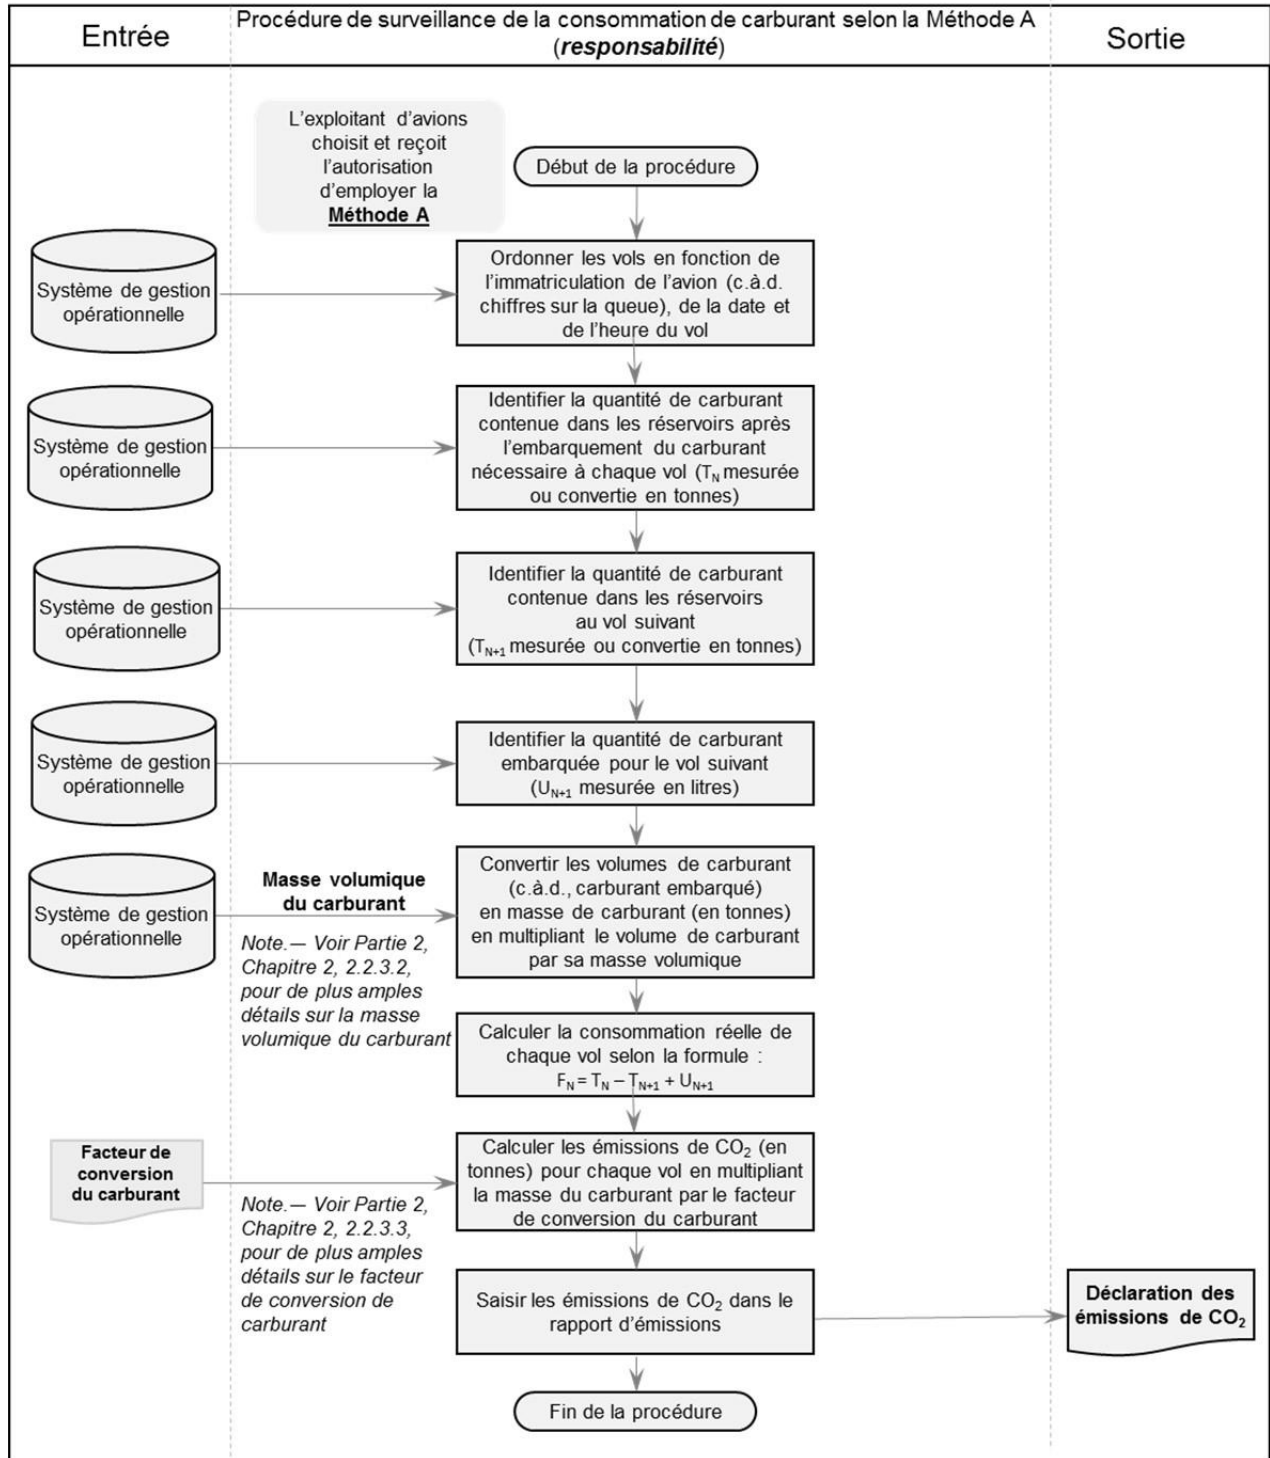 Entrée
Procédure de surveillance de la consommation de carburant selon la Méthode A
(responsabilité)
Sortie
L’exploitant d’avions
choisit et reçoit
l’autorisation
d’employer la
Méthode A
Début de la procédure
Système de gestion
opérationnelle
Ordonner les vols en fonction de
l’immatriculation de l’avion (c.à.d.
chiffres sur la queue), de la date et
de l’heure du vol
Système de gestion
opérationnelle
Identifier la quantité de carburant
contenue dans les réservoirs après
l’embarquement du carburant
nécessaire à chaque vol (T_N mesurée
ou convertie en tonnes)
Système de gestion
opérationnelle
Identifier la quantité de carburant
contenue dans les réservoirs
au vol suivant
(T_{N+1} mesurée ou convertie en tonnes)
Système de gestion
opérationnelle
Identifier la quantité de carburant
embarquée pour le vol suivant
(U_{N+1} mesurée en litres)
Système de gestion
opérationnelle
Masse volumique
du carburant
Note.— Voir Partie 2,
Chapitre 2, 2.2.3.2,
pour de plus amples
détails sur la masse
volumique du carburant
Convertir les volumes de carburant
(c.à.d., carburant embarqué)
en masse de carburant (en tonnes)
en multipliant le volume de carburant
par sa masse volumique
Calculer la consommation réelle de
chaque vol selon la formule :
F_N = T_N – T_{N+1} + U_{N+1}
Facteur de
conversion
du carburant
Note.— Voir Partie 2,
Chapitre 2, 2.2.3.3,
pour de plus amples
détails sur le facteur
de conversion de
carburant
Calculer les émissions de CO₂ (en
tonnes) pour chaque vol en multipliant
la masse du carburant par le facteur
de conversion du carburant
Saisir les émissions de CO₂ dans le
rapport d’émissions
Déclaration des
émissions de CO₂
Fin de la procédure